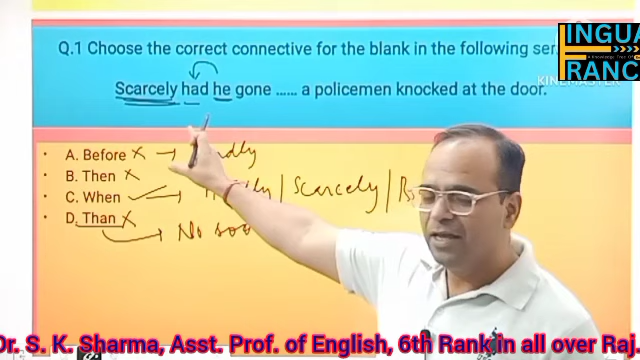 Q.1 Choose the correct connective for the blank in the following
INGUA
RANC
A Knowledge Tree
KINEMASTER
Scarcely had he gone ...... a policemen knocked at the door.
A. Before ✗ →
B. Then ✗
C. When ✓ → / Scarcely /
D. Than ✗ → No
Dr. S. K. Sharma, Asst. Prof. of English, 6th Rank in all over Raj.